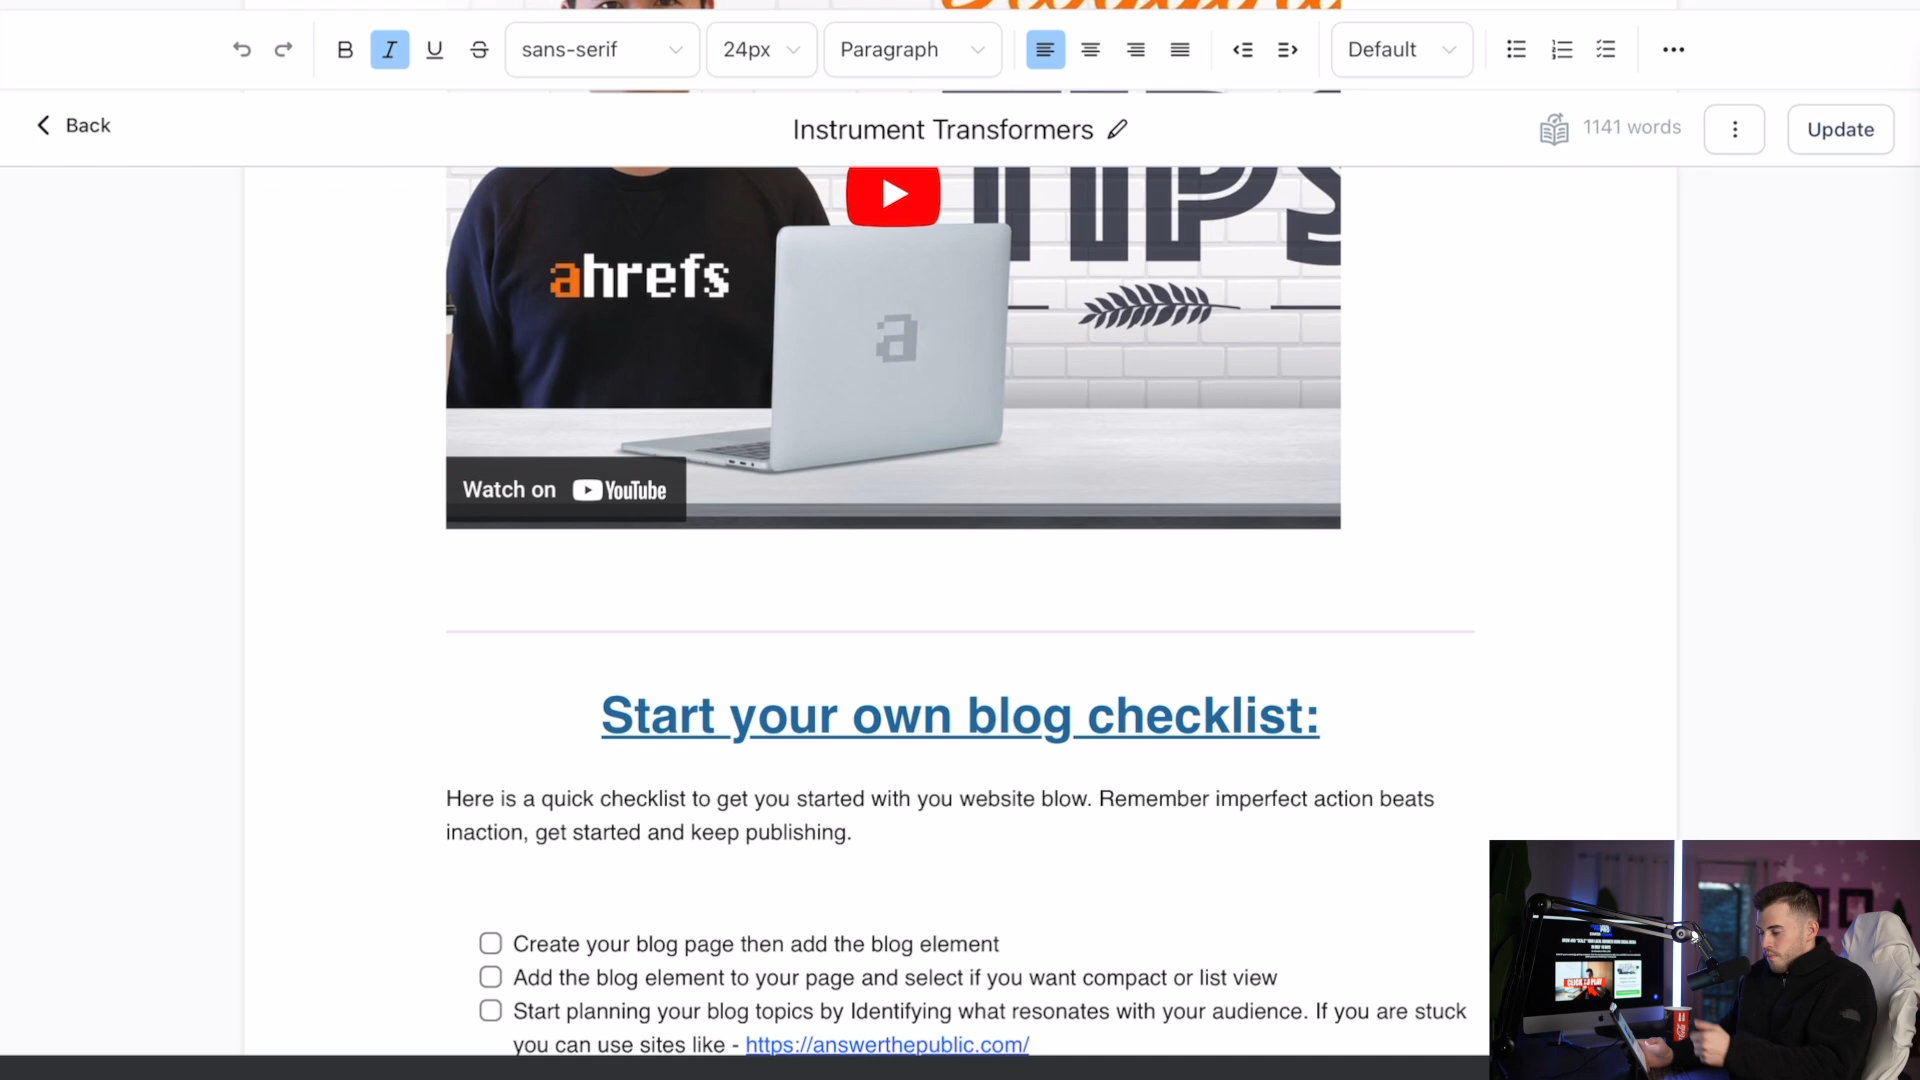 sans-serif
24px
Paragraph
Default
Back
Instrument Transformers
1141 words
Update
TIPS
ahrefs
a
Watch on YouTube
Start your own blog checklist:
Here is a quick checklist to get you started with you website blow. Remember imperfect action beats
inaction, get started and keep publishing.
Create your blog page then add the blog element
Add the blog element to your page and select if you want compact or list view
Start planning your blog topics by Identifying what resonates with your audience. If you are stuck
you can use sites like - https://answerthepublic.com/